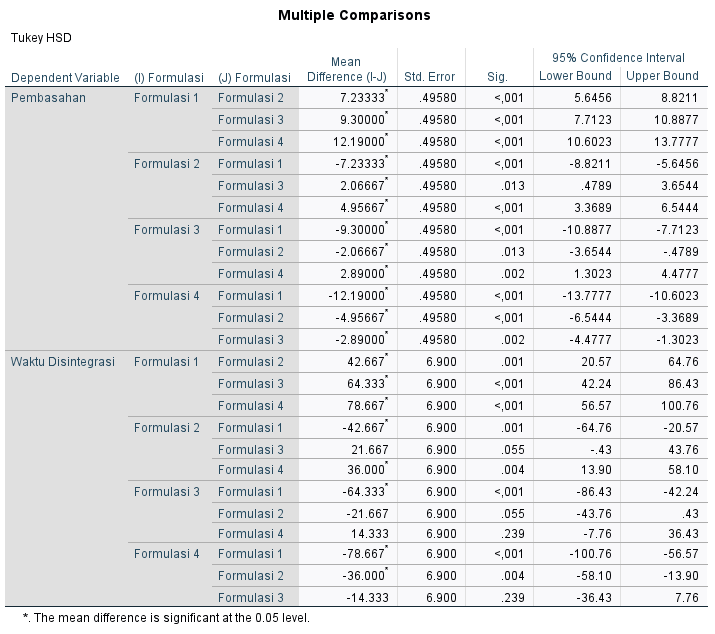 Multiple Comparisons
Tukey HSD
Dependent Variable (I) Formulasi (J) Formulasi Mean Difference (I-J) Std. Error Sig. 95% Confidence Interval Lower Bound Upper Bound
Pembasahan Formulasi 1 Formulasi 2 7.23333* .49580 <,001 5.6456 8.8211
Formulasi 3 9.30000* .49580 <,001 7.7123 10.8877
Formulasi 4 12.19000* .49580 <,001 10.6023 13.7777
Formulasi 2 Formulasi 1 -7.23333* .49580 <,001 -8.8211 -5.6456
Formulasi 3 2.06667* .49580 .013 .4789 3.6544
Formulasi 4 4.95667* .49580 <,001 3.3689 6.5444
Formulasi 3 Formulasi 1 -9.30000* .49580 <,001 -10.8877 -7.7123
Formulasi 2 -2.06667* .49580 .013 -3.6544 -.4789
Formulasi 4 2.89000* .49580 .002 1.3023 4.4777
Formulasi 4 Formulasi 1 -12.19000* .49580 <,001 -13.7777 -10.6023
Formulasi 2 -4.95667* .49580 <,001 -6.5444 -3.3689
Formulasi 3 -2.89000* .49580 .002 -4.4777 -1.3023
Waktu Disintegrasi Formulasi 1 Formulasi 2 42.667* 6.900 .001 20.57 64.76
Formulasi 3 64.333* 6.900 <,001 42.24 86.43
Formulasi 4 78.667* 6.900 <,001 56.57 100.76
Formulasi 2 Formulasi 1 -42.667* 6.900 .001 -64.76 -20.57
Formulasi 3 21.667 6.900 .055 -.43 43.76
Formulasi 4 36.000* 6.900 .004 13.90 58.10
Formulasi 3 Formulasi 1 -64.333* 6.900 <,001 -86.43 -42.24
Formulasi 2 -21.667 6.900 .055 -43.76 .43
Formulasi 4 14.333 6.900 .239 -7.76 36.43
Formulasi 4 Formulasi 1 -78.667* 6.900 <,001 -100.76 -56.57
Formulasi 2 -36.000* 6.900 .004 -58.10 -13.90
Formulasi 3 -14.333 6.900 .239 -36.43 7.76
*. The mean difference is significant at the 0.05 level.